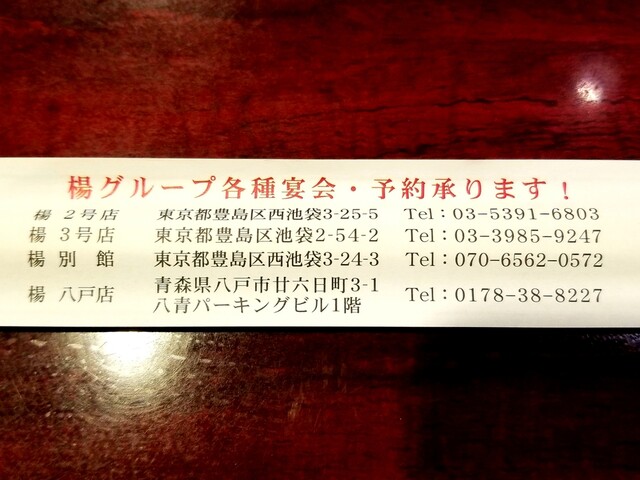 楊グループ各種宴会・予約承ります！
楊 2号店 東京都豊島区西池袋3-25-5 Tel：03-5391-6803
楊 3号店 東京都豊島区池袋2-54-2 Tel：03-3985-9247
楊 別 館 東京都豊島区西池袋3-24-3 Tel：070-6562-0572
楊 八戸店 青森県八戸市廿六日町3-1 Tel：0178-38-8227
八青パーキングビル1階